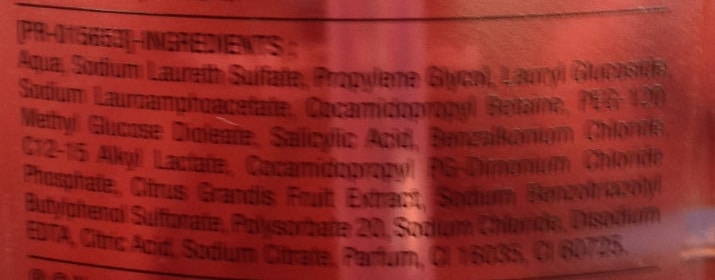 [PR-015653]-INGREDIENTS :
Aqua, Sodium Laureth Sulfate, Propylene Glycol, Lauryl Glucoside,
Sodium Lauroamphoacetate, Cocamidopropyl Betaine, PEG-120
Methyl Glucose Dioleate, Salicylic Acid, Benzalkonium Chloride,
C12-15 Alkyl Lactate, Cocamidopropyl PG-Dimonium Chloride
Phosphate, Citrus Grandis Fruit Extract, Sodium Benzotriazolyl
Butylphenol Sulfonate, Polysorbate 20, Sodium Chloride, Disodium
EDTA, Citric Acid, Sodium Citrate, Parfum, CI 16035, CI 60725.